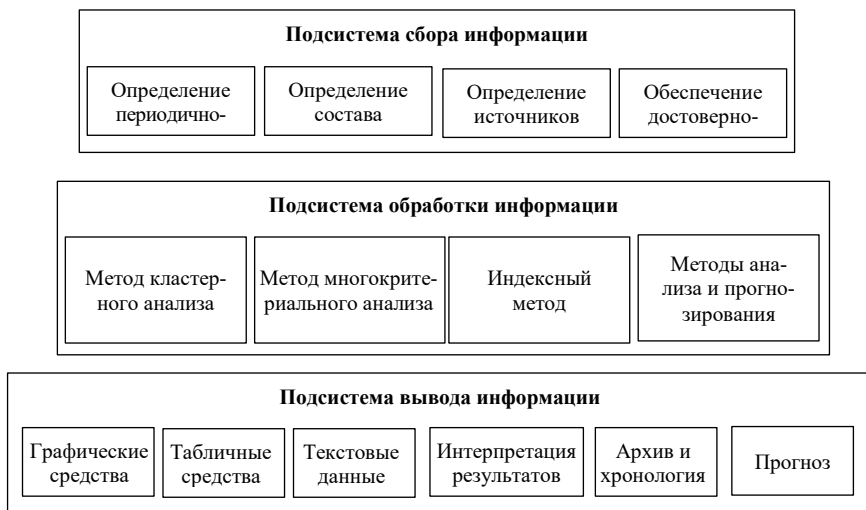 Подсистема сбора информации
Определение
периодично-
Определение
состава
Определение
источников
Обеспечение
достоверно-
Подсистема обработки информации
Метод кластер-
ного анализа
Метод многокрите-
риального анализа
Индексный
метод
Методы ана-
лиза и прогно-
зирования
Подсистема вывода информации
Графические
средства
Табличные
средства
Текстовые
данные
Интерпретация
результатов
Архив и
хронология
Прогноз